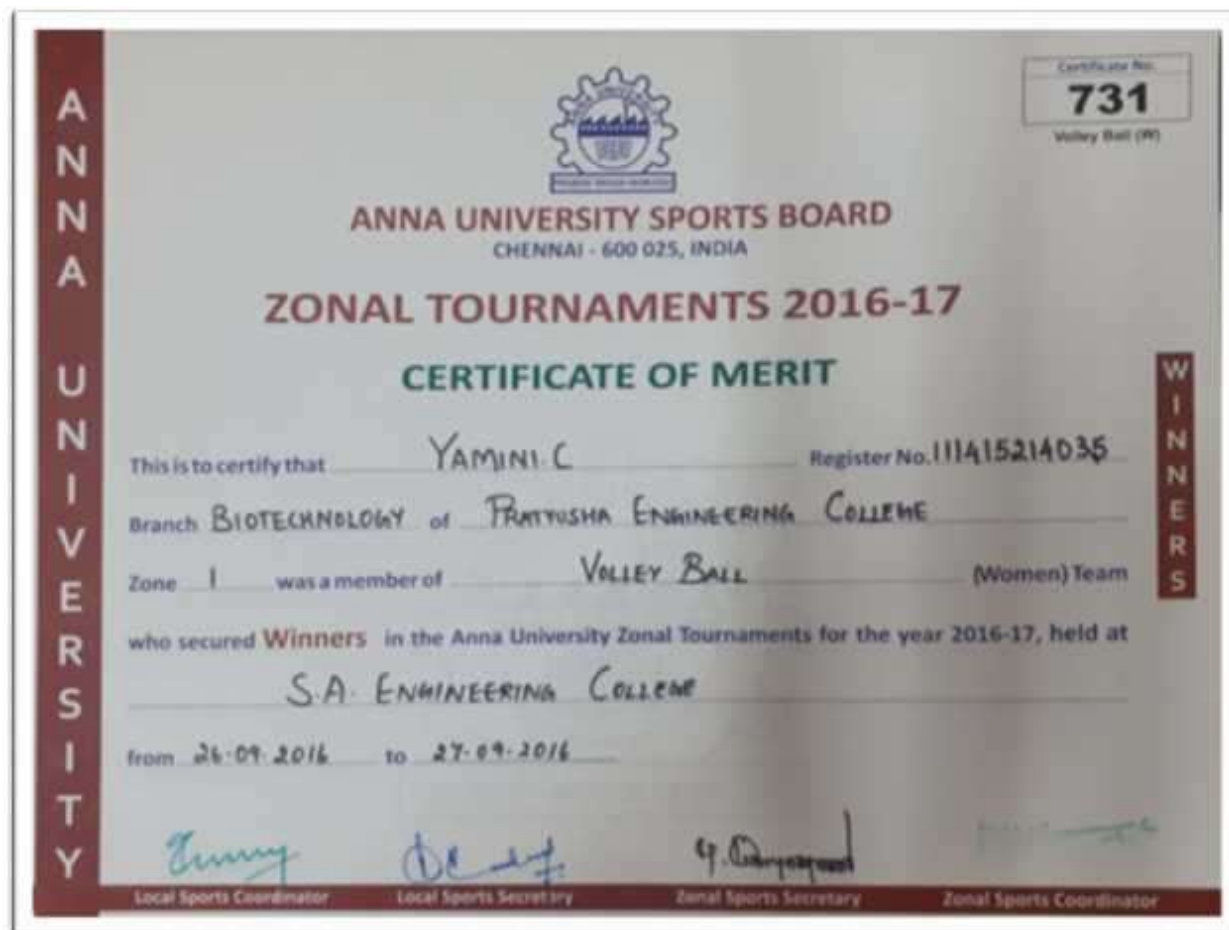 ANNA UNIVERSITY
Certificate No.
731
Volley Ball (W)
ANNA UNIVERSITY
ANNA UNIVERSITY SPORTS BOARD
CHENNAI - 600 025, INDIA
ZONAL TOURNAMENTS 2016-17
CERTIFICATE OF MERIT
WINNERS
This is to certify that YAMINI.C Register No. 111415214035
Branch BIOTECHNOLOGY of PRATYUSHA ENGINEERING COLLEGE
Zone 1 was a member of VOLLEY BALL (Women) Team
who secured Winners in the Anna University Zonal Tournaments for the year 2016-17, held at
S.A. ENGINEERING COLLEGE
from 26.09.2016 to 27.09.2016
Local Sports Coordinator Local Sports Secretary Zonal Sports Secretary Zonal Sports Coordinator